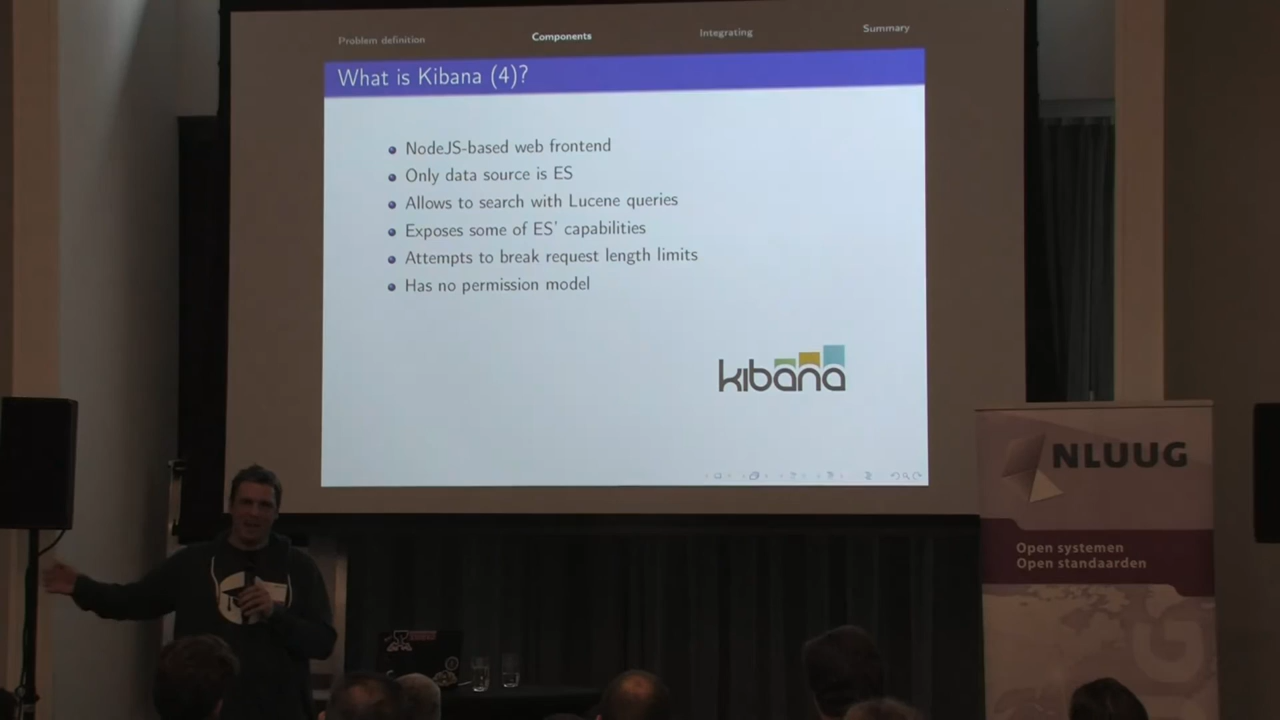 Problem definition
Components
Integrating
Summary
What is Kibana (4)?
NodeJS-based web frontend
Only data source is ES
Allows to search with Lucene queries
Exposes some of ES' capabilities
Attempts to break request length limits
Has no permission model
kibana
NLUUG
Open systemen
Open standaarden